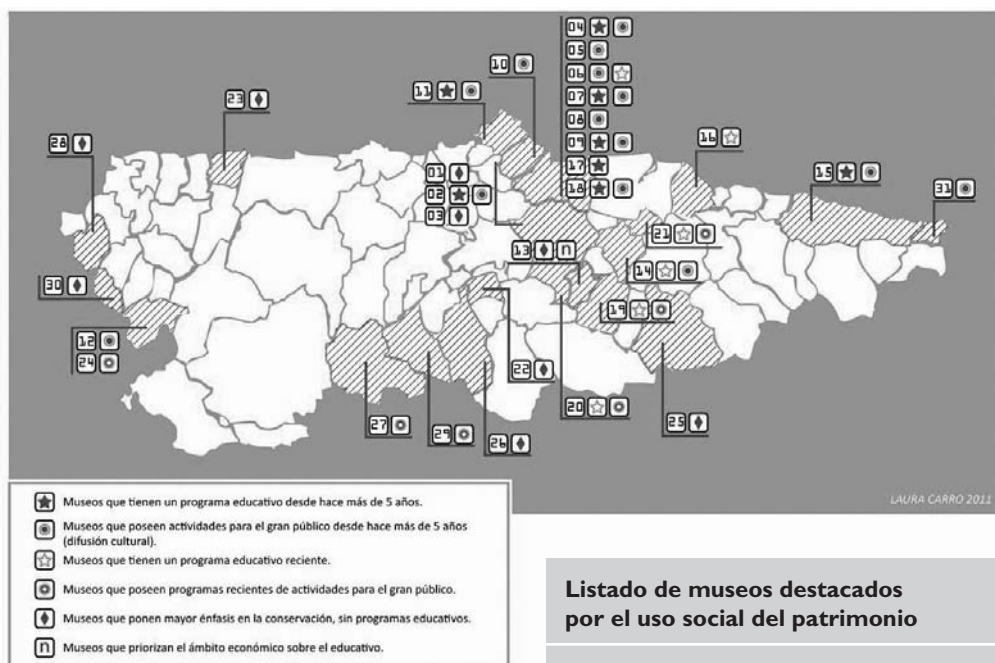 04
05
10
06
11
07
23
08
09
16
28
01
17
15
02
18
31
03
21
13 n
14
30
19
12
24
22
20
25
27
29
26
LAURA CARRO 2011
Museos que tienen un programa educativo desde hace más de 5 años.
Museos que poseen actividades para el gran público desde hace más de 5 años
(difusión cultural).
Museos que tienen un programa educativo reciente.
Museos que poseen programas recientes de actividades para el gran público.
Museos que ponen mayor énfasis en la conservación, sin programas educativos.
n Museos que priorizan el ámbito económico sobre el educativo.
Listado de museos destacados
por el uso social del patrimonio